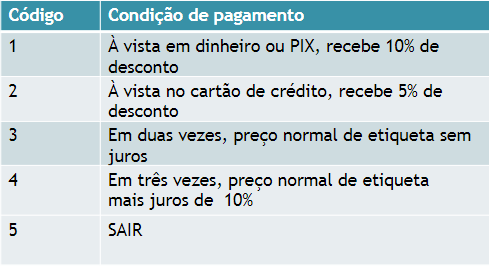 Código Condição de pagamento
1 À vista em dinheiro ou PIX, recebe 10% de
desconto
2 À vista no cartão de crédito, recebe 5% de
desconto
3 Em duas vezes, preço normal de etiqueta sem
juros
4 Em três vezes, preço normal de etiqueta
mais juros de 10%
5 SAIR